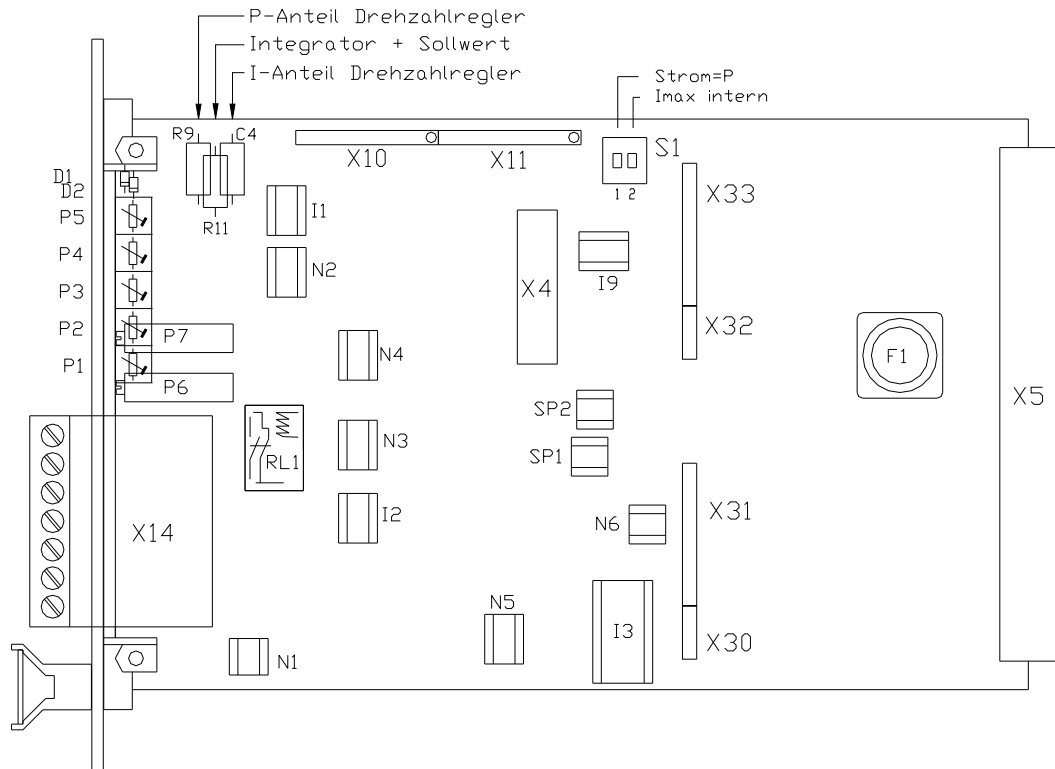 P-Anteil Drehzahlregler
Integrator + Sollwert
I-Anteil Drehzahlregler
Strom=P
Imax intern
R9
C4
X10
X11
S1
1 2
D1
D2
X33
P5
I1
R11
P4
N2
I9
X4
P3
P2
P7
X32
N4
F1
P1
P6
X5
SP2
N3
SP1
RL1
X31
I2
N6
X14
N5
I3
X30
N1